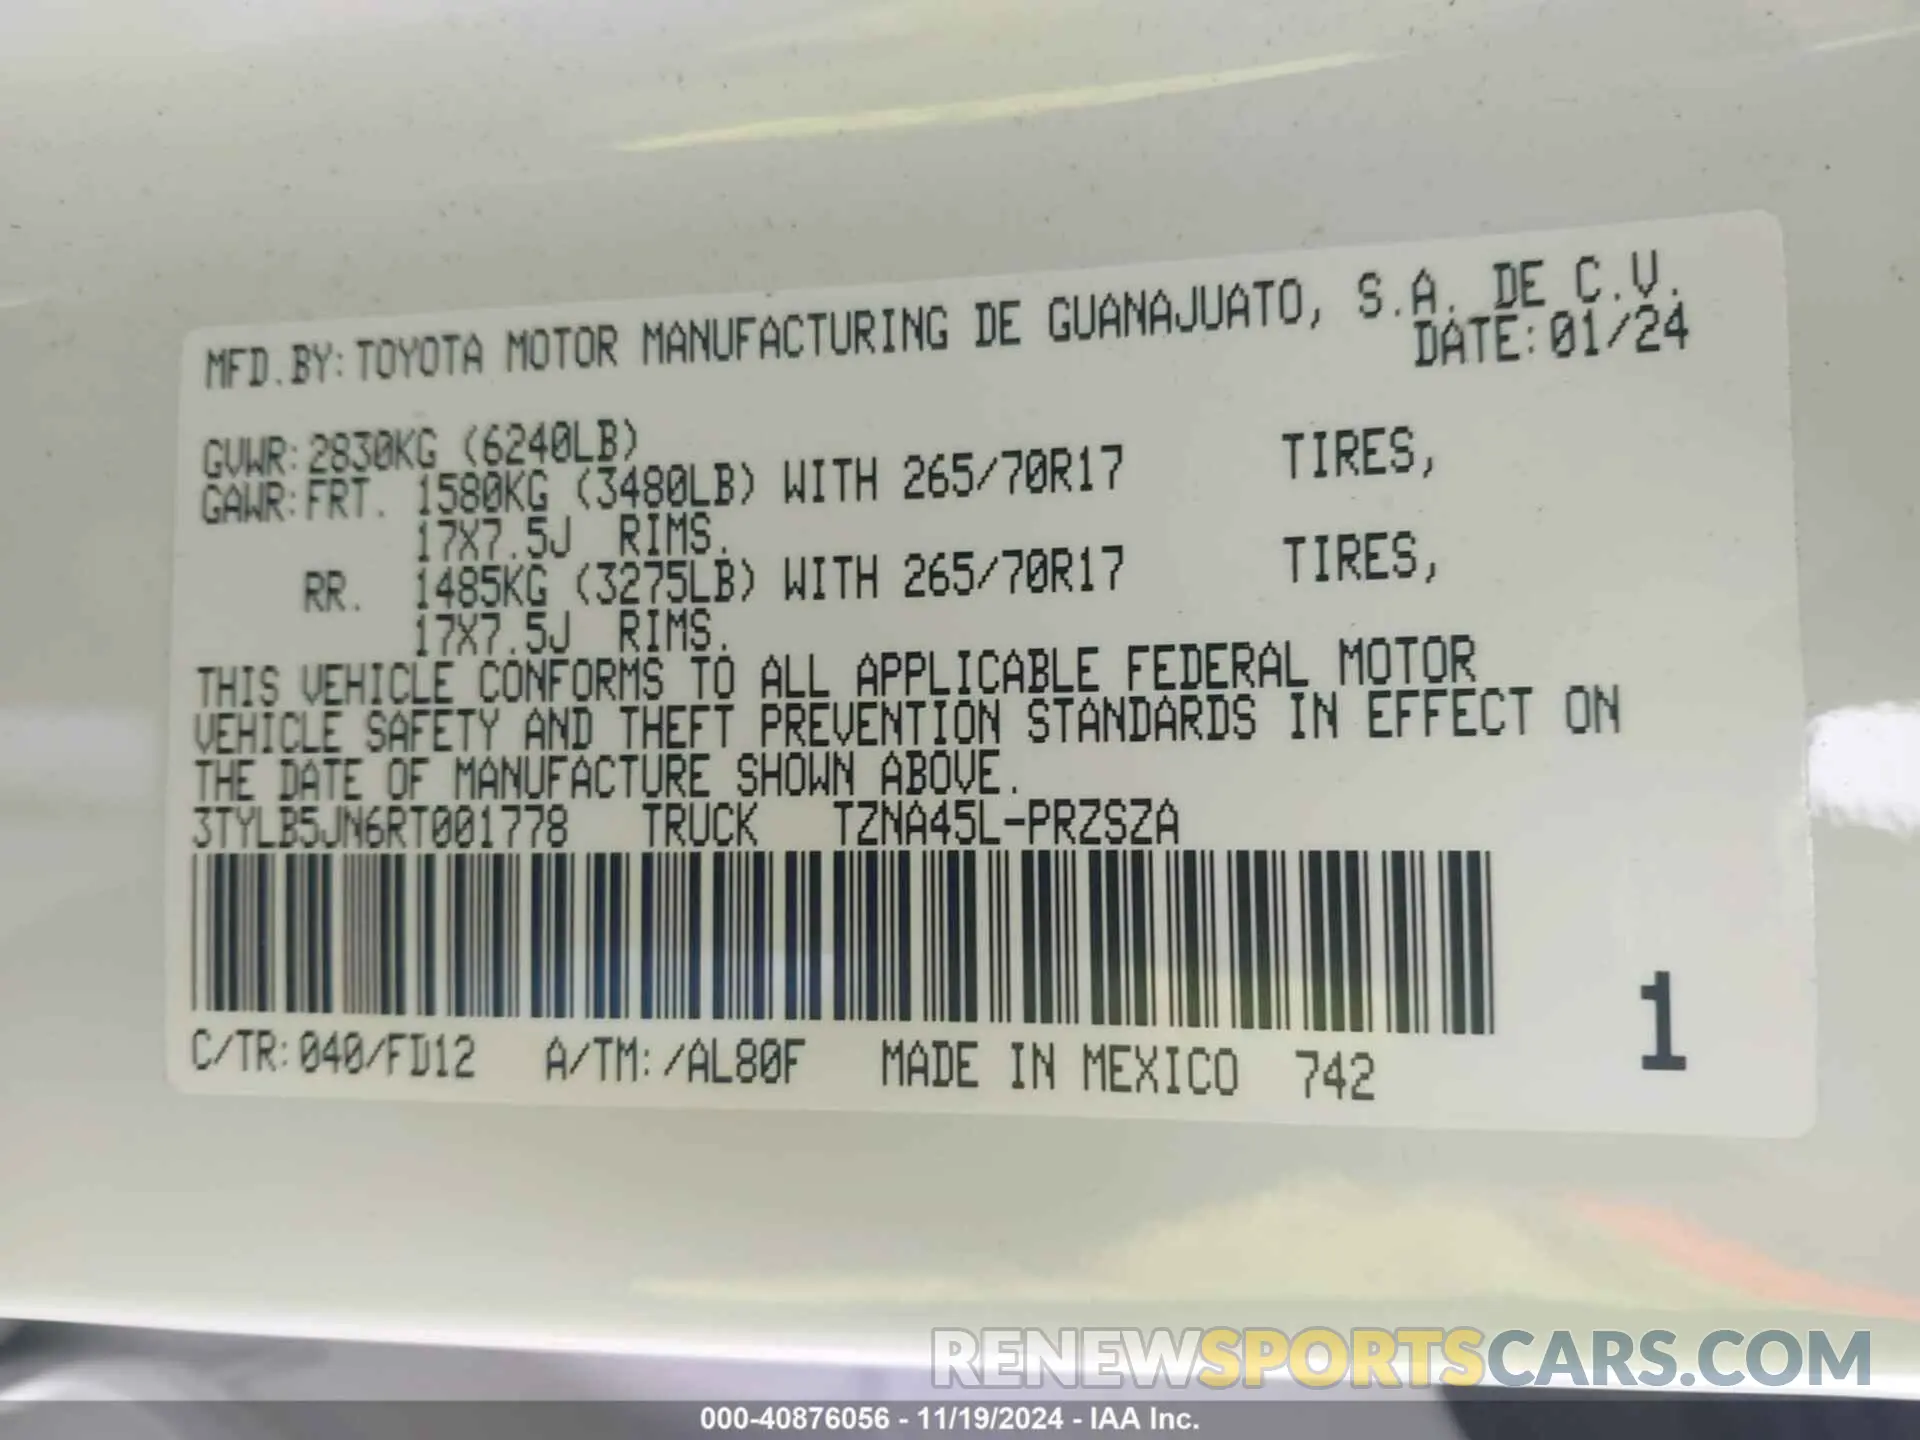 MFD.BY: TOYOTA MOTOR MANUFACTURING DE GUANAJUATO, S.A. DE C.V.
DATE: 01/24
GVWR: 2830KG (6240LB)
GAWR: FRT. 1580KG (3480LB) WITH 265/70R17 TIRES,
17X7.5J RIMS.
RR. 1485KG (3275LB) WITH 265/70R17 TIRES,
17X7.5J RIMS.
THIS VEHICLE CONFORMS TO ALL APPLICABLE FEDERAL MOTOR
VEHICLE SAFETY AND THEFT PREVENTION STANDARDS IN EFFECT ON
THE DATE OF MANUFACTURE SHOWN ABOVE.
3TYLB5JN6RT001778 TRUCK TZNA45L-PRZSZA
C/TR: 040/FD12 A/TM: /AL80F MADE IN MEXICO 742
1
RENEWSPORTSCARS.COM
000-40876056 - 11/19/2024 - IAA Inc.